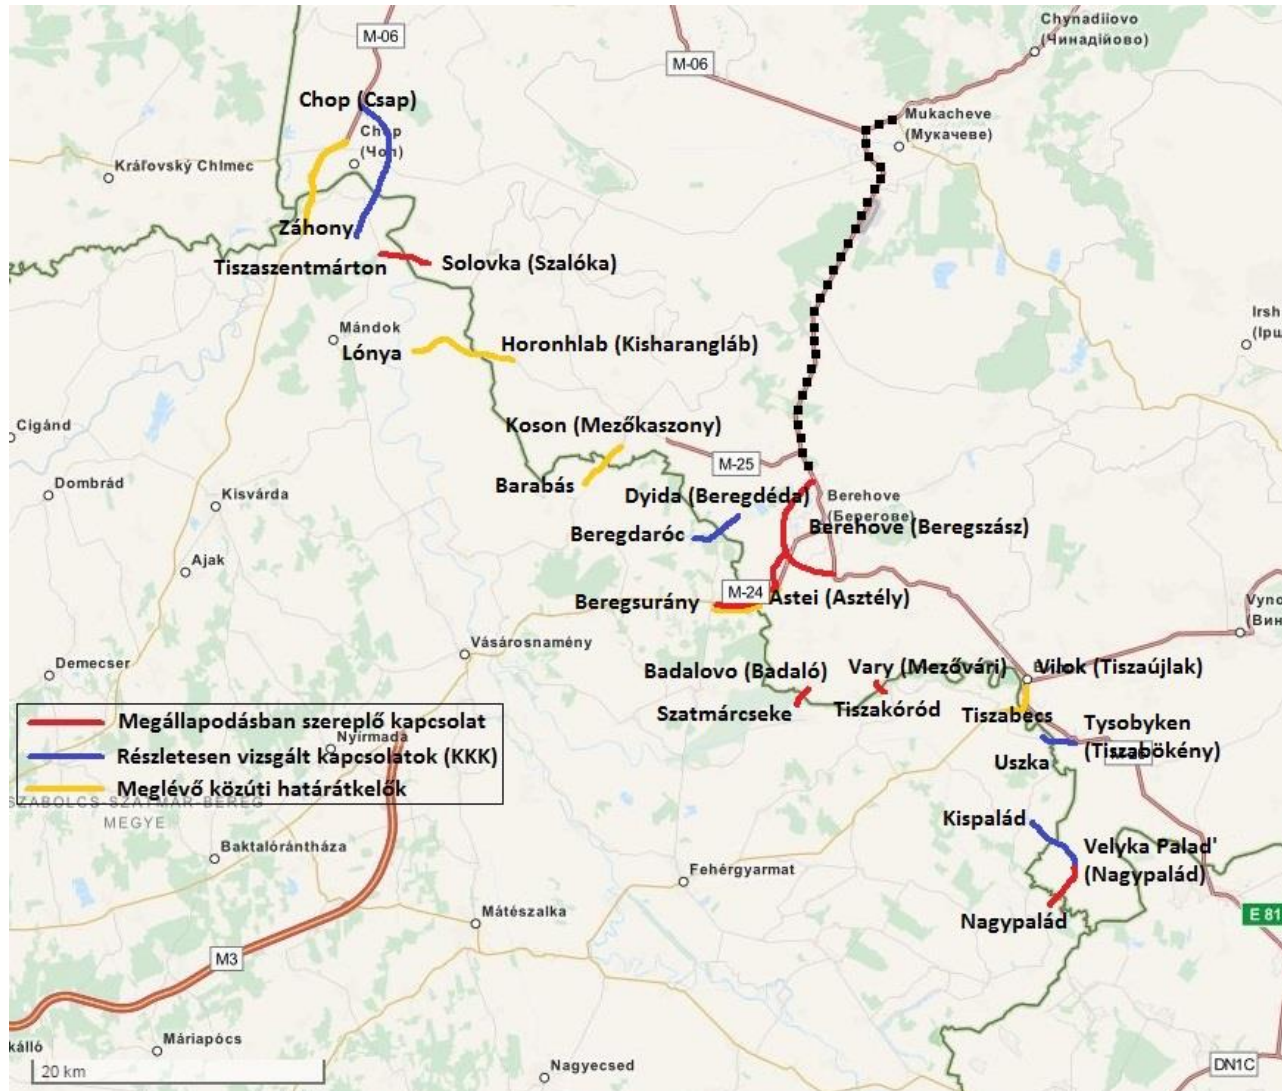 M-06
Chynadiiovo
(Чинадійово)
M-06
Chop (Csap)
Chop
(Чоп)
Mukacheve
(Мукачеве)
Kráľovský Chlmec
Záhony
Tiszaszentmárton
Solovka (Szalóka)
Mándok
Lónya
Horonhlab (Kisharangláb)
Irsh
(Ірш
Cigánd
Koson (Mezőkaszony)
M-25
Barabás
Dombrád
Kisvárda
Dyida (Beregdéda)
Berehove
(Берегове)
Beregdaróc
Berehove (Beregszász)
Ajak
M-24
Beregsurány
Astei (Asztély)
Vyno
(Вин
Vásárosnamény
Demecser
Badalovo (Badaló)
Vary (Mezővári)
Vilok (Tiszaújlak)
Szatmárcseke
Tiszakóród
Tiszabecs
Megállapodásban szereplő kapcsolat
Tysobyken
(Tiszabökény)
Nyírmada
Részletesen vizsgált kapcsolatok (KKK)
Uszka
Meglévő közúti határátkelők
SZABOLCS-SZATMÁR-BEREG
MEGYE
Kispalád
Baktalórántháza
Velyka Palad'
(Nagypalád)
Fehérgyarmat
Mátészalka
Nagypalád
E 81
M3
Máriapócs
kálló
20 km
Nagyecsed
DN1C